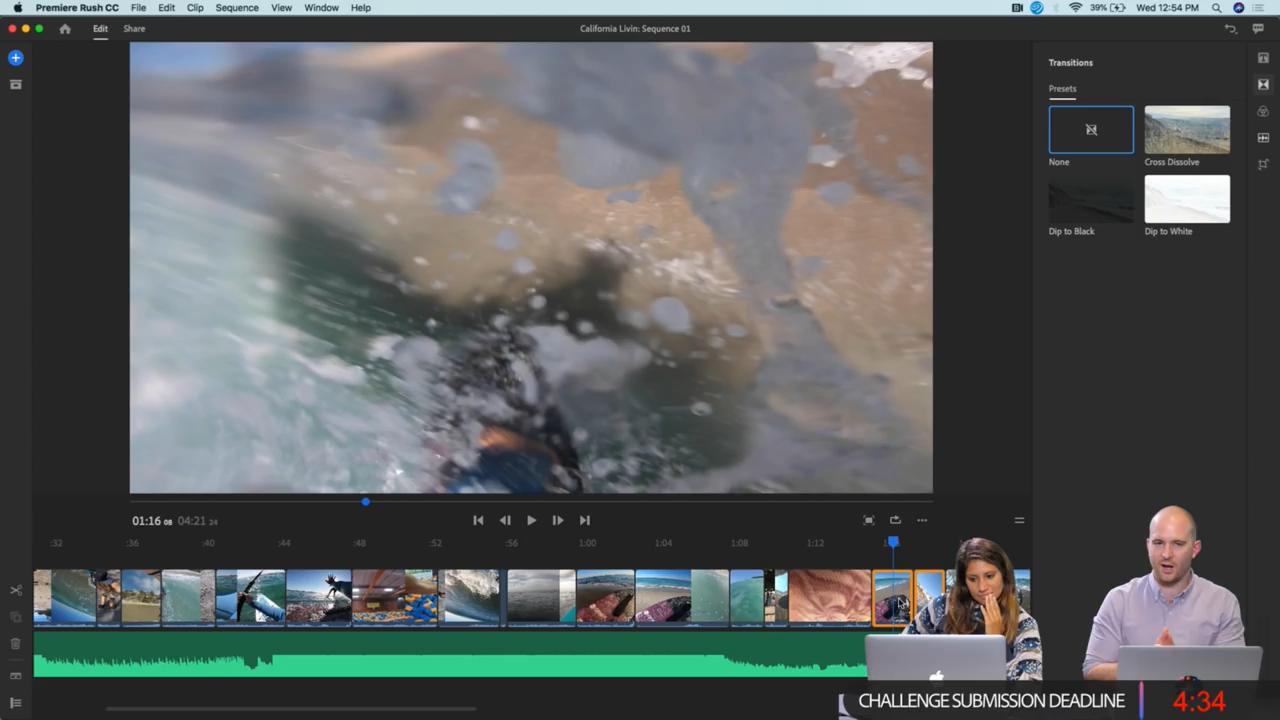 Premiere Rush CC File Edit Clip Sequence View Window Help 39% Wed 12:54 PM
Edit Share California Livin: Sequence 01
Transitions
Presets
None Cross Dissolve
Dip to Black Dip to White
01:16 08 04:21 24
:32 :36 :40 :44 :48 :52 :56 1:00 1:04 1:08 1:12
CHALLENGE SUBMISSION DEADLINE 4:34